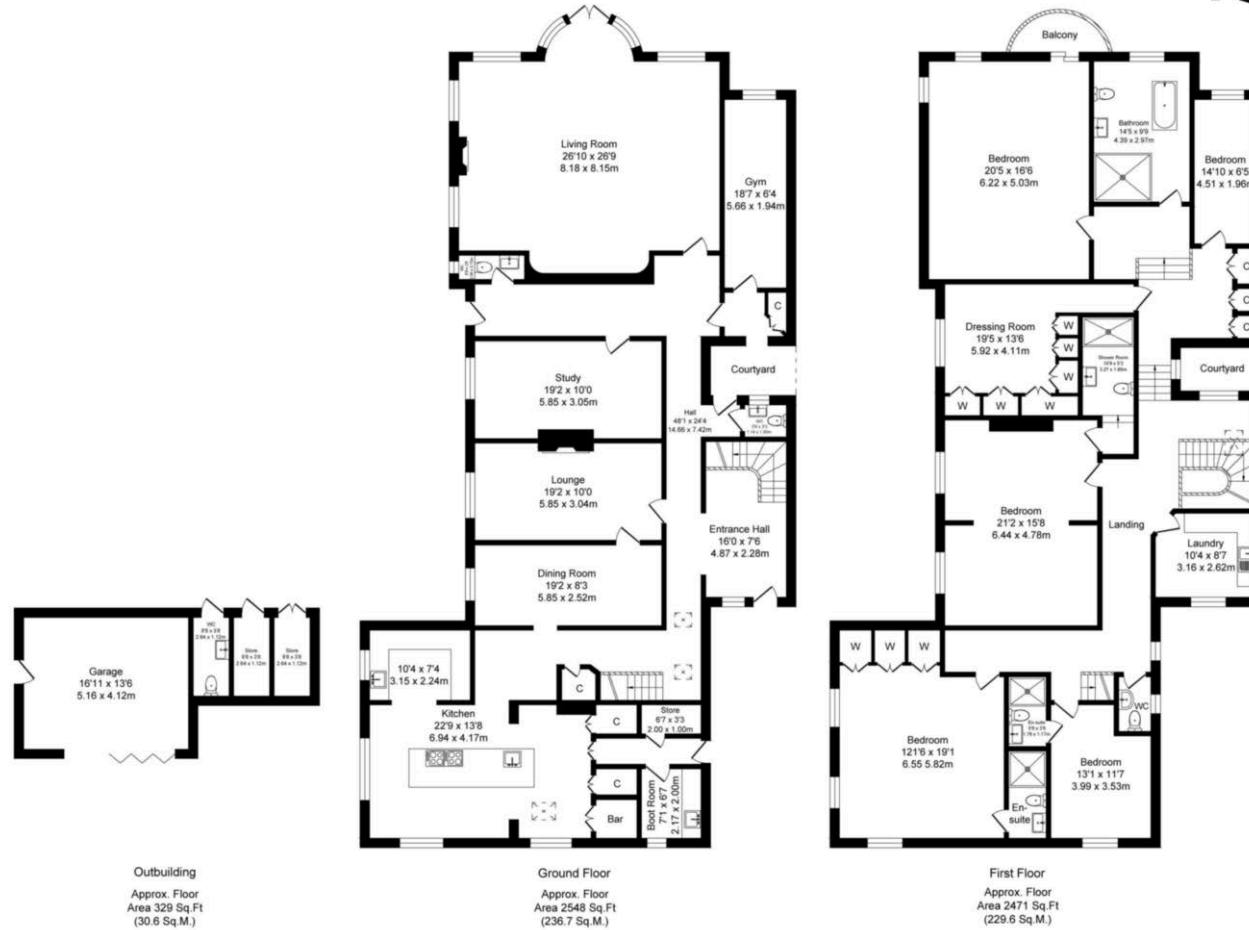 Garage
16'11 x 13'6
5.16 x 4.12m
WC
Store
Store
Outbuilding
Approx. Floor
Area 329 Sq.Ft
(30.6 Sq.M.)
Living Room
26'10 x 26'9
8.18 x 8.15m
Gym
18'7 x 6'4
5.66 x 1.94m
C
Courtyard
Study
19'2 x 10'0
5.85 x 3.05m
Hall
48'1 x 24'4
14.66 x 7.42m
WC
Lounge
19'2 x 10'0
5.85 x 3.04m
Entrance Hall
16'0 x 7'6
4.87 x 2.28m
Dining Room
19'2 x 8'3
5.85 x 2.52m
10'4 x 7'4
3.15 x 2.24m
C
Kitchen
22'9 x 13'8
6.94 x 4.17m
C
Store
6'7 x 3'3
2.00 x 1.00m
C
Bar
Boot Room
7'1 x 6'7
2.17 x 2.00m
Ground Floor
Approx. Floor
Area 2548 Sq.Ft
(236.7 Sq.M.)
Balcony
Bedroom
20'5 x 16'6
6.22 x 5.03m
Bathroom
14'5 x 9'9
4.39 x 2.97m
Bedroom
14'10 x 6'5
4.51 x 1.96m
C
C
C
Dressing Room
19'5 x 13'6
5.92 x 4.11m
W
W
W
W
W
W
Shower Room
Courtyard
Bedroom
21'2 x 15'8
6.44 x 4.78m
Landing
Laundry
10'4 x 8'7
3.16 x 2.62m
W
W
W
Bedroom
121'6 x 19'1
6.55 5.82m
En-suite
WC
En-
suite
Bedroom
13'1 x 11'7
3.99 x 3.53m
First Floor
Approx. Floor
Area 2471 Sq.Ft
(229.6 Sq.M.)